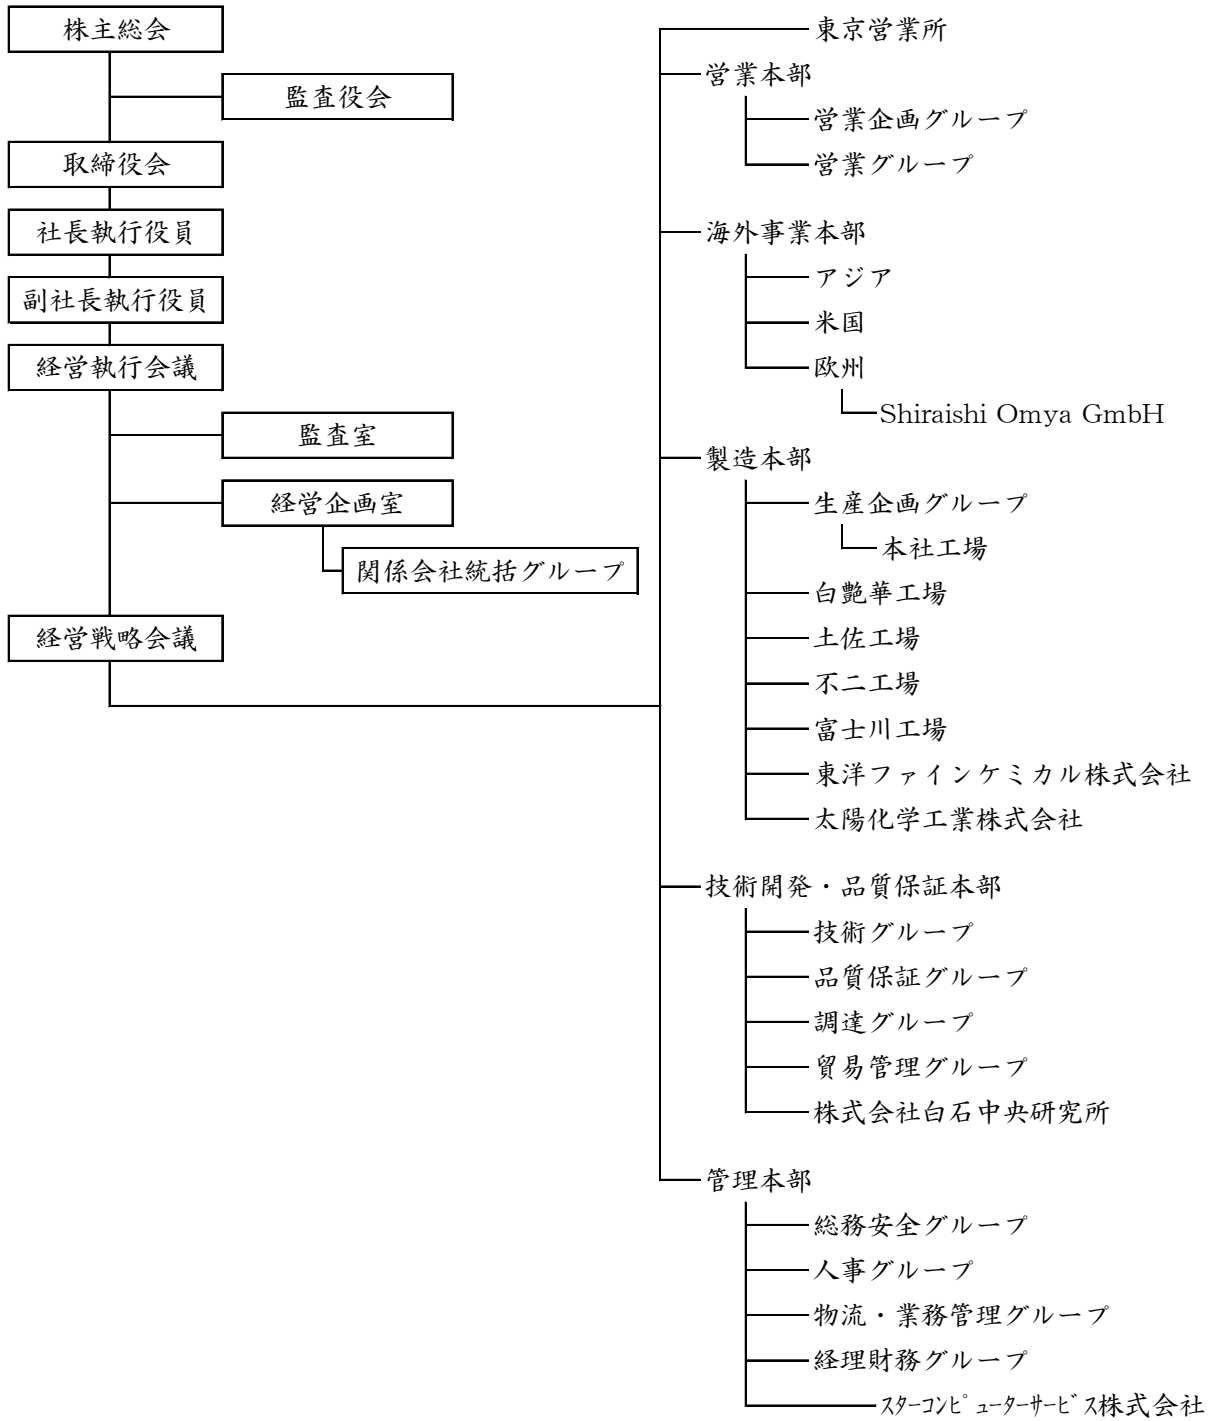 株主総会
監査役会
取締役会
社長執行役員
副社長執行役員
経営執行会議
監査室
経営企画室
関係会社統括グループ
経営戦略会議
東京営業所
営業本部
営業企画グループ
営業グループ
海外事業本部
アジア
米国
欧州
Shiraishi Omya GmbH
製造本部
生産企画グループ
本社工場
白艶華工場
土佐工場
不二工場
富士川工場
東洋ファインケミカル株式会社
太陽化学工業株式会社
技術開発・品質保証本部
技術グループ
品質保証グループ
調達グループ
貿易管理グループ
株式会社白石中央研究所
管理本部
総務安全グループ
人事グループ
物流・業務管理グループ
経理財務グループ
ｽﾀｰｺﾝﾋﾟｭｰﾀｰｻｰﾋﾞｽ株式会社